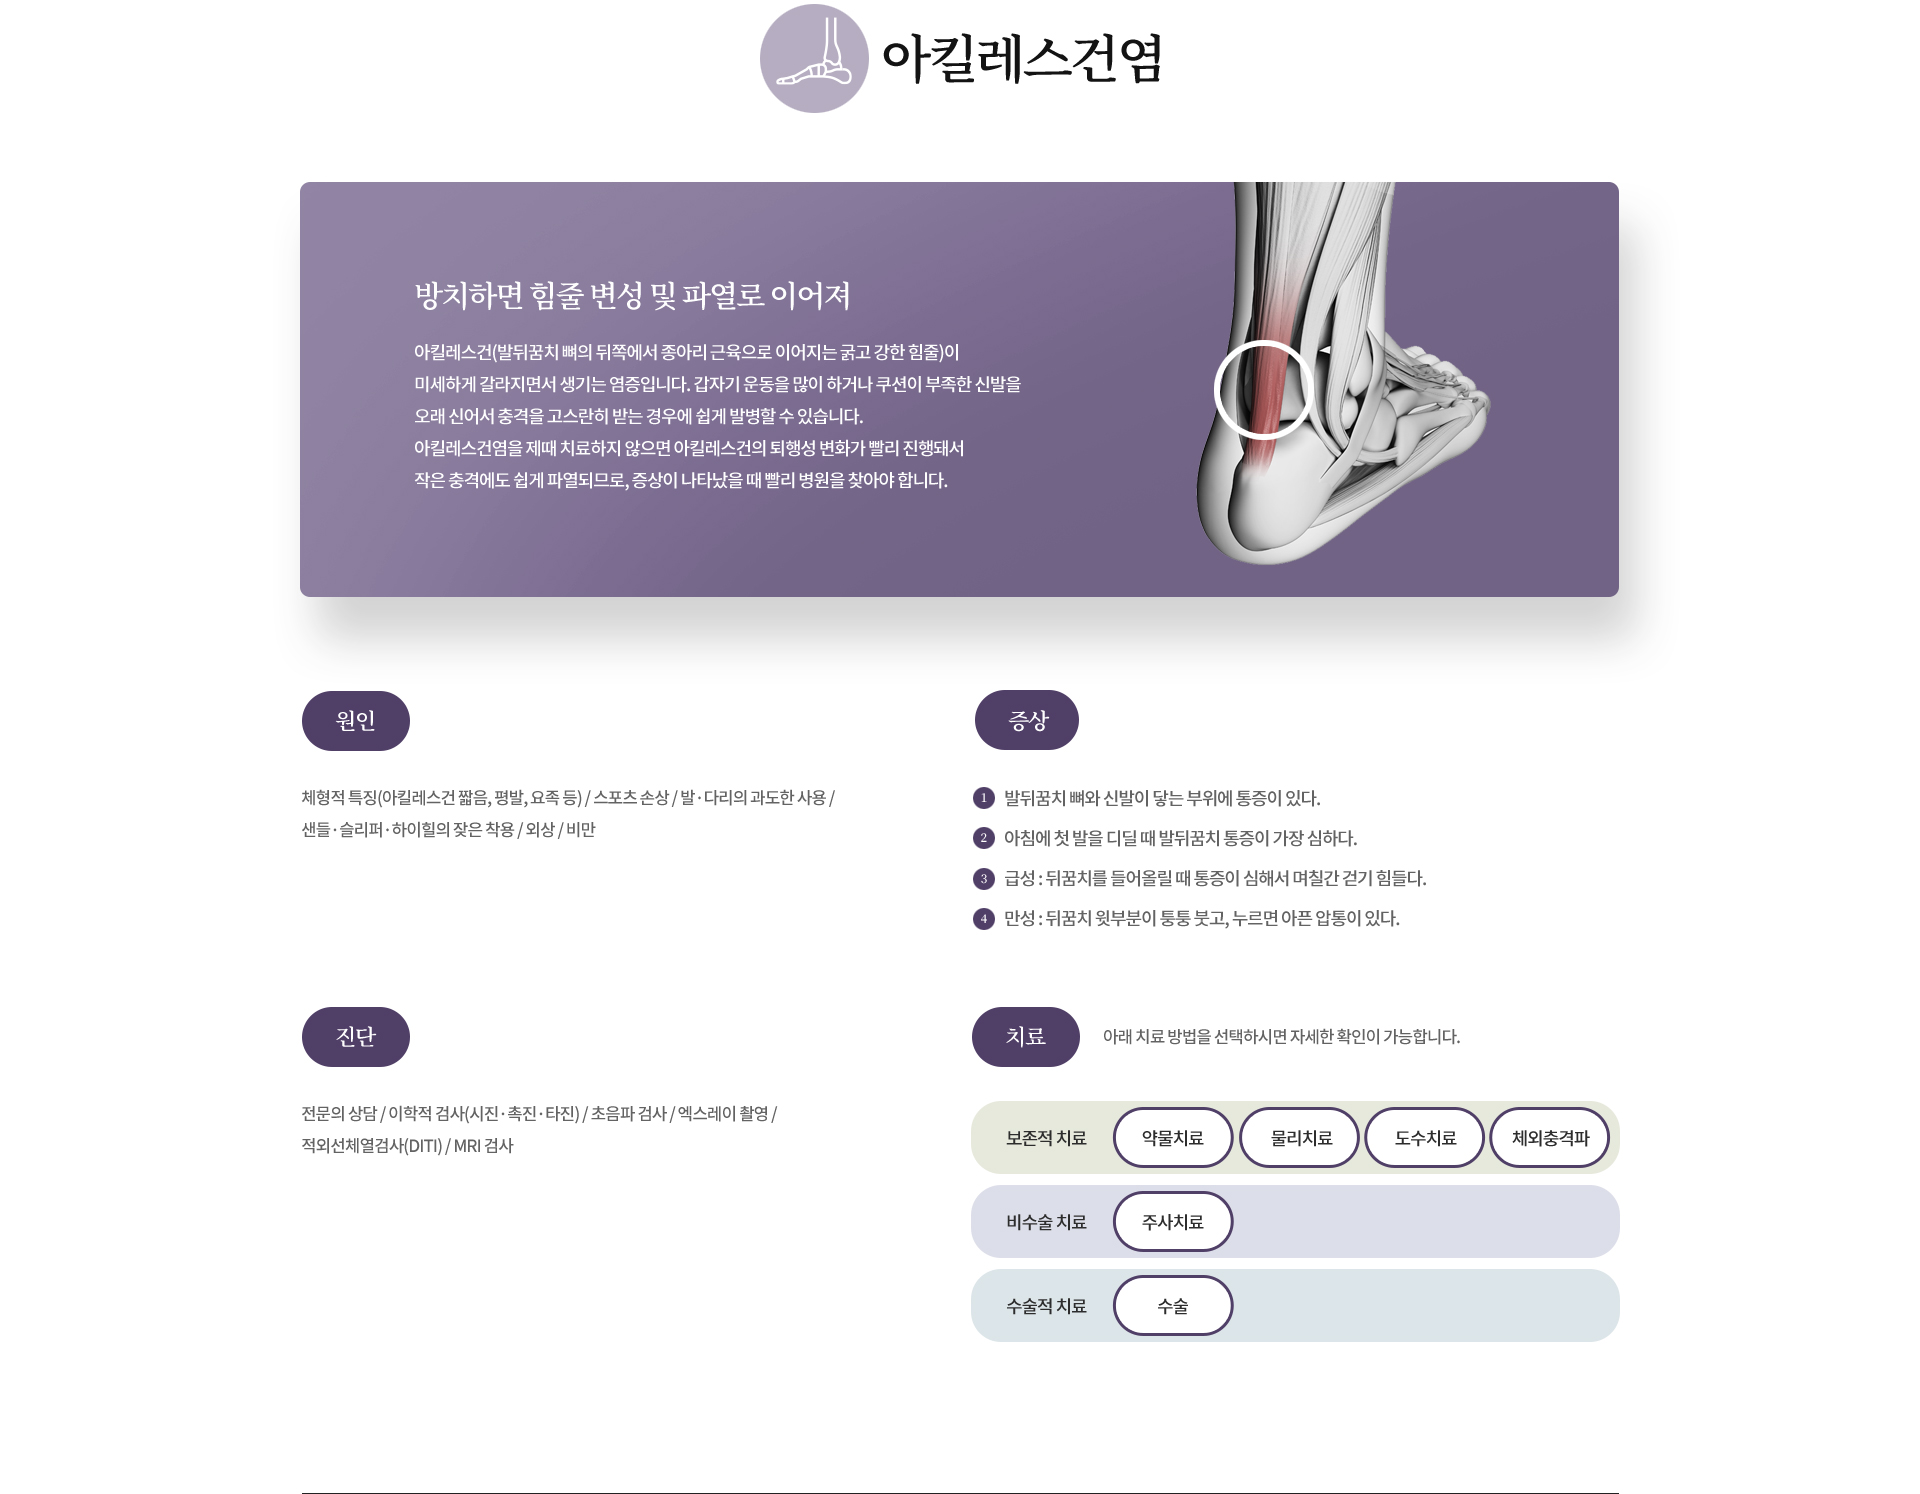 아킬레스건염
방치하면 힘줄 변성 및 파열로 이어져
아킬레스건(발뒤꿈치 뼈의 뒤쪽에서 종아리 근육으로 이어지는 굵고 강한 힘줄)이
미세하게 갈라지면서 생기는 염증입니다. 갑자기 운동을 많이 하거나 쿠션이 부족한 신발을
오래 신어서 충격을 고스란히 받는 경우에 쉽게 발병할 수 있습니다.
아킬레스건염을 제때 치료하지 않으면 아킬레스건의 퇴행성 변화가 빨리 진행돼서
작은 충격에도 쉽게 파열되므로, 증상이 나타났을 때 빨리 병원을 찾아야 합니다.
원인
체형적 특징(아킬레스건 짧음, 평발, 요족 등) / 스포츠 손상 / 발·다리의 과도한 사용 /
샌들·슬리퍼·하이힐의 잦은 착용 / 외상 / 비만
증상
1 발뒤꿈치 뼈와 신발이 닿는 부위에 통증이 있다.
2 아침에 첫 발을 디딜 때 발뒤꿈치 통증이 가장 심하다.
3 급성 : 뒤꿈치를 들어올릴 때 통증이 심해서 며칠간 걷기 힘들다.
4 만성 : 뒤꿈치 윗부분이 퉁퉁 붓고, 누르면 아픈 압통이 있다.
진단
전문의 상담 / 이학적 검사(시진·촉진·타진) / 초음파 검사 / 엑스레이 촬영 /
적외선체열검사(DITI) / MRI 검사
치료 아래 치료 방법을 선택하시면 자세한 확인이 가능합니다.
보존적 치료 약물치료 물리치료 도수치료 체외충격파
비수술 치료 주사치료
수술적 치료 수술